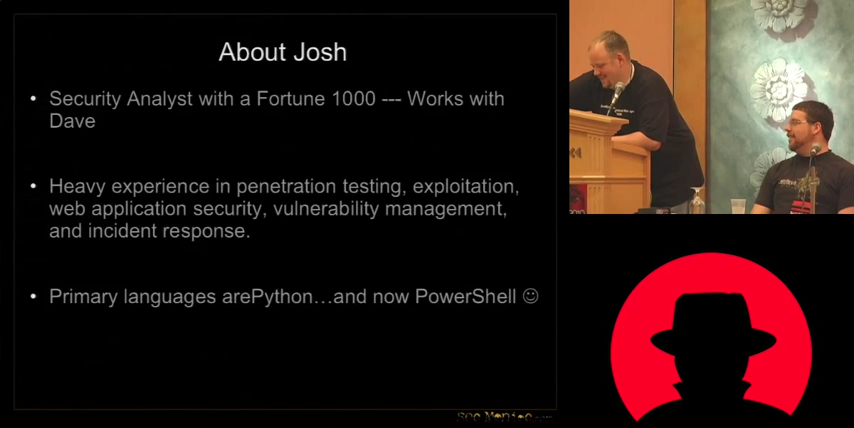 About Josh
• Security Analyst with a Fortune 1000 --- Works with
Dave
• Heavy experience in penetration testing, exploitation,
web application security, vulnerability management,
and incident response.
• Primary languages arePython…and now PowerShell ☺